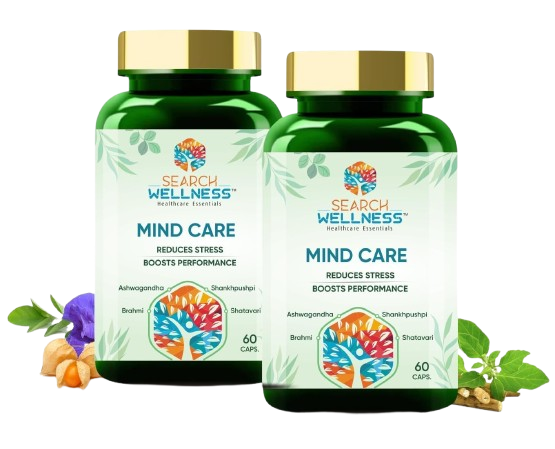 SEARCH
WELLNESS™
Healthcare Essentials
MIND CARE
REDUCES STRESS
BOOSTS PERFORMANCE
Ashwagandha
Shankhpushpi
Brahmi
Shatavari
60
CAPS.
SEARCH
WELLNESS™
Healthcare Essentials
MIND CARE
REDUCES STRESS
BOOSTS PERFORMANCE
Ashwagandha
Shankhpushpi
Brahmi
Shatavari
60
CAPS.